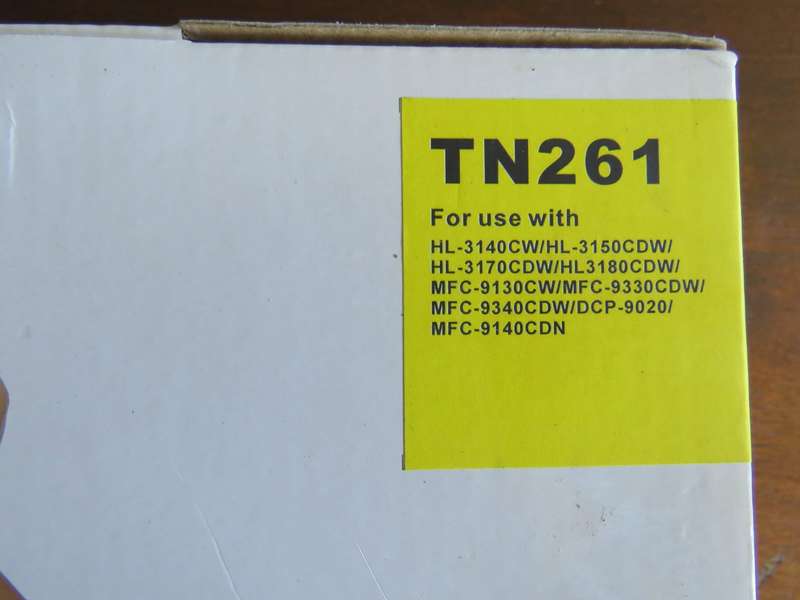 TN261
For use with
HL-3140CW/HL-3150CDW/
HL-3170CDW/HL3180CDW/
MFC-9130CW/MFC-9330CDW/
MFC-9340CDW/DCP-9020/
MFC-9140CDN